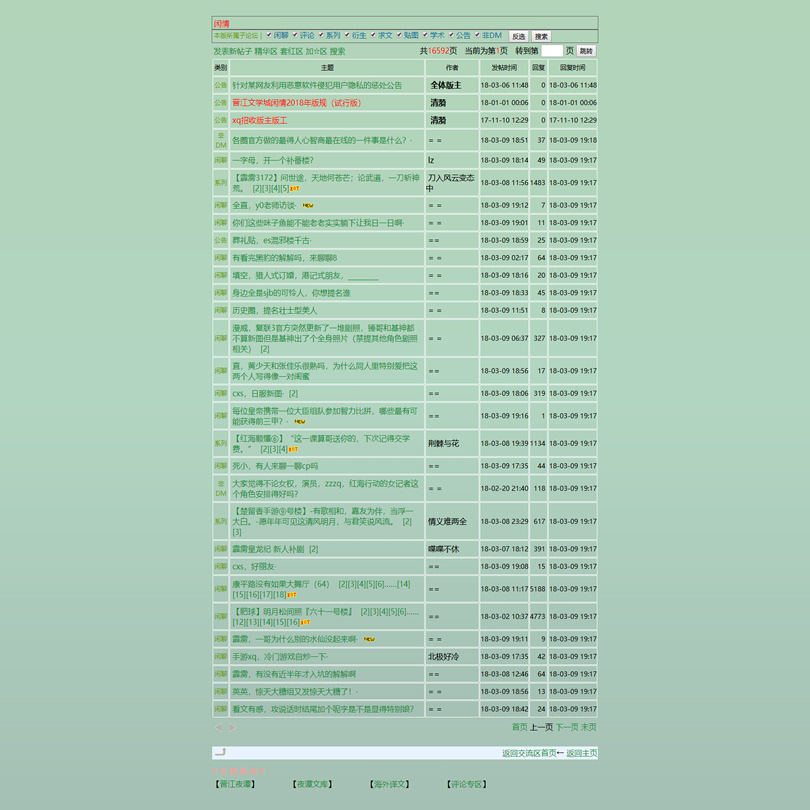 闲情
本版所属子论坛 | 闲聊 评论 系列 衍生 求文 贴图 学术 公告 非DM 反选 搜索
发表新帖子 精华区 套红区 加☆区 搜索 共16592页 当前为第1页 转到第 页 跳转
类别 主题 作者 发帖时间 回复 回复时间
公告 针对某网友利用恶意软件侵犯用户隐私的惩处公告 全体版主 18-03-06 11:48 0 18-03-06 11:48
公告 晋江文学城闲情2018年版规（试行版） 清漪 18-01-01 00:06 0 18-01-01 00:06
公告 xq招收版主版工 清漪 17-11-10 12:29 0 17-11-10 12:29
非
DM 各圈官方做的最得人心智商最在线的一件事是什么？· = = 18-03-09 18:51 37 18-03-09 19:18
闲聊 一字母，开一个补番楼？ lz 18-03-09 18:14 49 18-03-09 19:17
系列 【霹雳3172】问世途，天地何苍茫；论武道，一刀斩神 刀入风云变态
荒。 [2][3][4][5] 中 18-03-08 11:56 1483 18-03-09 19:17
闲聊 全直，y0老师访谈· New = = 18-03-09 19:12 7 18-03-09 19:17
闲聊 你们这些咪子鱼能不能老老实实躺下让我日一日啊· = = 18-03-09 19:01 11 18-03-09 19:17
公告 葬礼贴，es混邪楼千古· == 18-03-09 18:59 25 18-03-09 19:17
闲聊 有看完黑豹的解解吗，来聊聊8 = = 18-03-09 02:17 64 18-03-09 19:17
闲聊 填空，猎人式订婚，港记式朋友，________ = = 18-03-09 18:16 20 18-03-09 19:17
闲聊 身边全是sjb的可怜人，你想提名谁 == 18-03-09 18:33 45 18-03-09 19:17
闲聊 历史圈，提名壮士型美人 = = 18-03-09 11:51 8 18-03-09 19:17
漫威，复联3官方突然更新了一堆剧照，锤哥和基神都
闲聊 不算新图但是基神出了个全身照片（禁提其他角色剧照 = = 18-03-09 06:37 327 18-03-09 19:17
相关） [2]
闲聊 直，黄少天和张佳乐很熟吗，为什么同人里特别爱把这 = = 18-03-09 18:56 17 18-03-09 19:17
两个人写得像一对闺蜜
闲聊 cxs，日服新图· [2] = = 18-03-09 18:06 319 18-03-09 19:17
闲聊 每位皇帝携带一位大臣组队参加智力比拼，哪些最有可 == 18-03-09 19:16 1 18-03-09 19:17
能获得前三甲？· New
系列 【红海顺懂⑥】“这一课算哥送你的，下次记得交学 荆棘与花 18-03-08 19:39 1134 18-03-09 19:17
费。” [2][3][4]
闲聊 死小，有人来聊一聊cp吗 == 18-03-09 17:35 44 18-03-09 19:17
非
DM 大家觉得不论女权，演员，zzzq，红海行动的女记者这 = = 18-02-20 21:40 118 18-03-09 19:17
个角色安排得好吗？
【楚留香手游⑨号楼】-有歌相和，嘉友为伴，当浮一
系列 大白。-愿年年可见这清风明月，与君笑说风流。 [2] 情义难两全 18-03-08 23:29 617 18-03-09 19:17
[3]
闲聊 霹雳皇龙纪 新人补剧 [2] 喋喋不休 18-03-07 18:12 391 18-03-09 19:17
闲聊 cxs，好丽友· == 18-03-09 19:08 15 18-03-09 19:17
闲聊 康平路没有如果大舞厅（64） [2][3][4][5][6]......[14] == 18-03-08 11:17 5188 18-03-09 19:17
[15][16][17][18]
闲聊 【肥球】明月松间照『六十一号楼』 [2][3][4][5][6]...... == 18-03-02 10:37 4773 18-03-09 19:17
[12][13][14][15][16]
闲聊 霹雳，一哥为什么别的水仙没起来啊· New = = 18-03-09 19:11 9 18-03-09 19:17
闲聊 手游xq，冷门游戏自炒一下· 北极好冷 18-03-09 17:35 42 18-03-09 19:17
闲聊 霹雳，有没有近半年才入坑的解解啊 == 18-03-08 12:46 64 18-03-09 19:17
闲聊 英英，惊天大糖组又发惊天大糖了！· = = 18-03-09 18:56 13 18-03-09 19:17
闲聊 看文有感，攻说话时结尾加个昵字是不是显得特别娘？ = = 18-03-09 18:42 24 18-03-09 19:17
首页 上一页 下一页 末页
返回交流区首页← 返回主页
【晋江夜谭】 【夜谭文库】 【海外译文】 【评论专区】